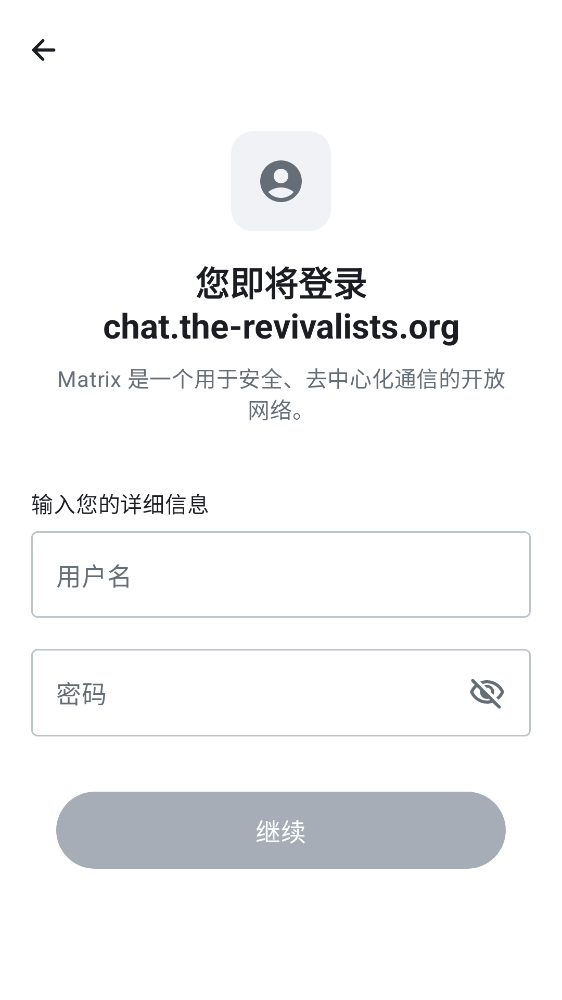 您即将登录
chat.the-revivalists.org
Matrix 是一个用于安全、去中心化通信的开放
网络。
输入您的详细信息
用户名
密码
继续